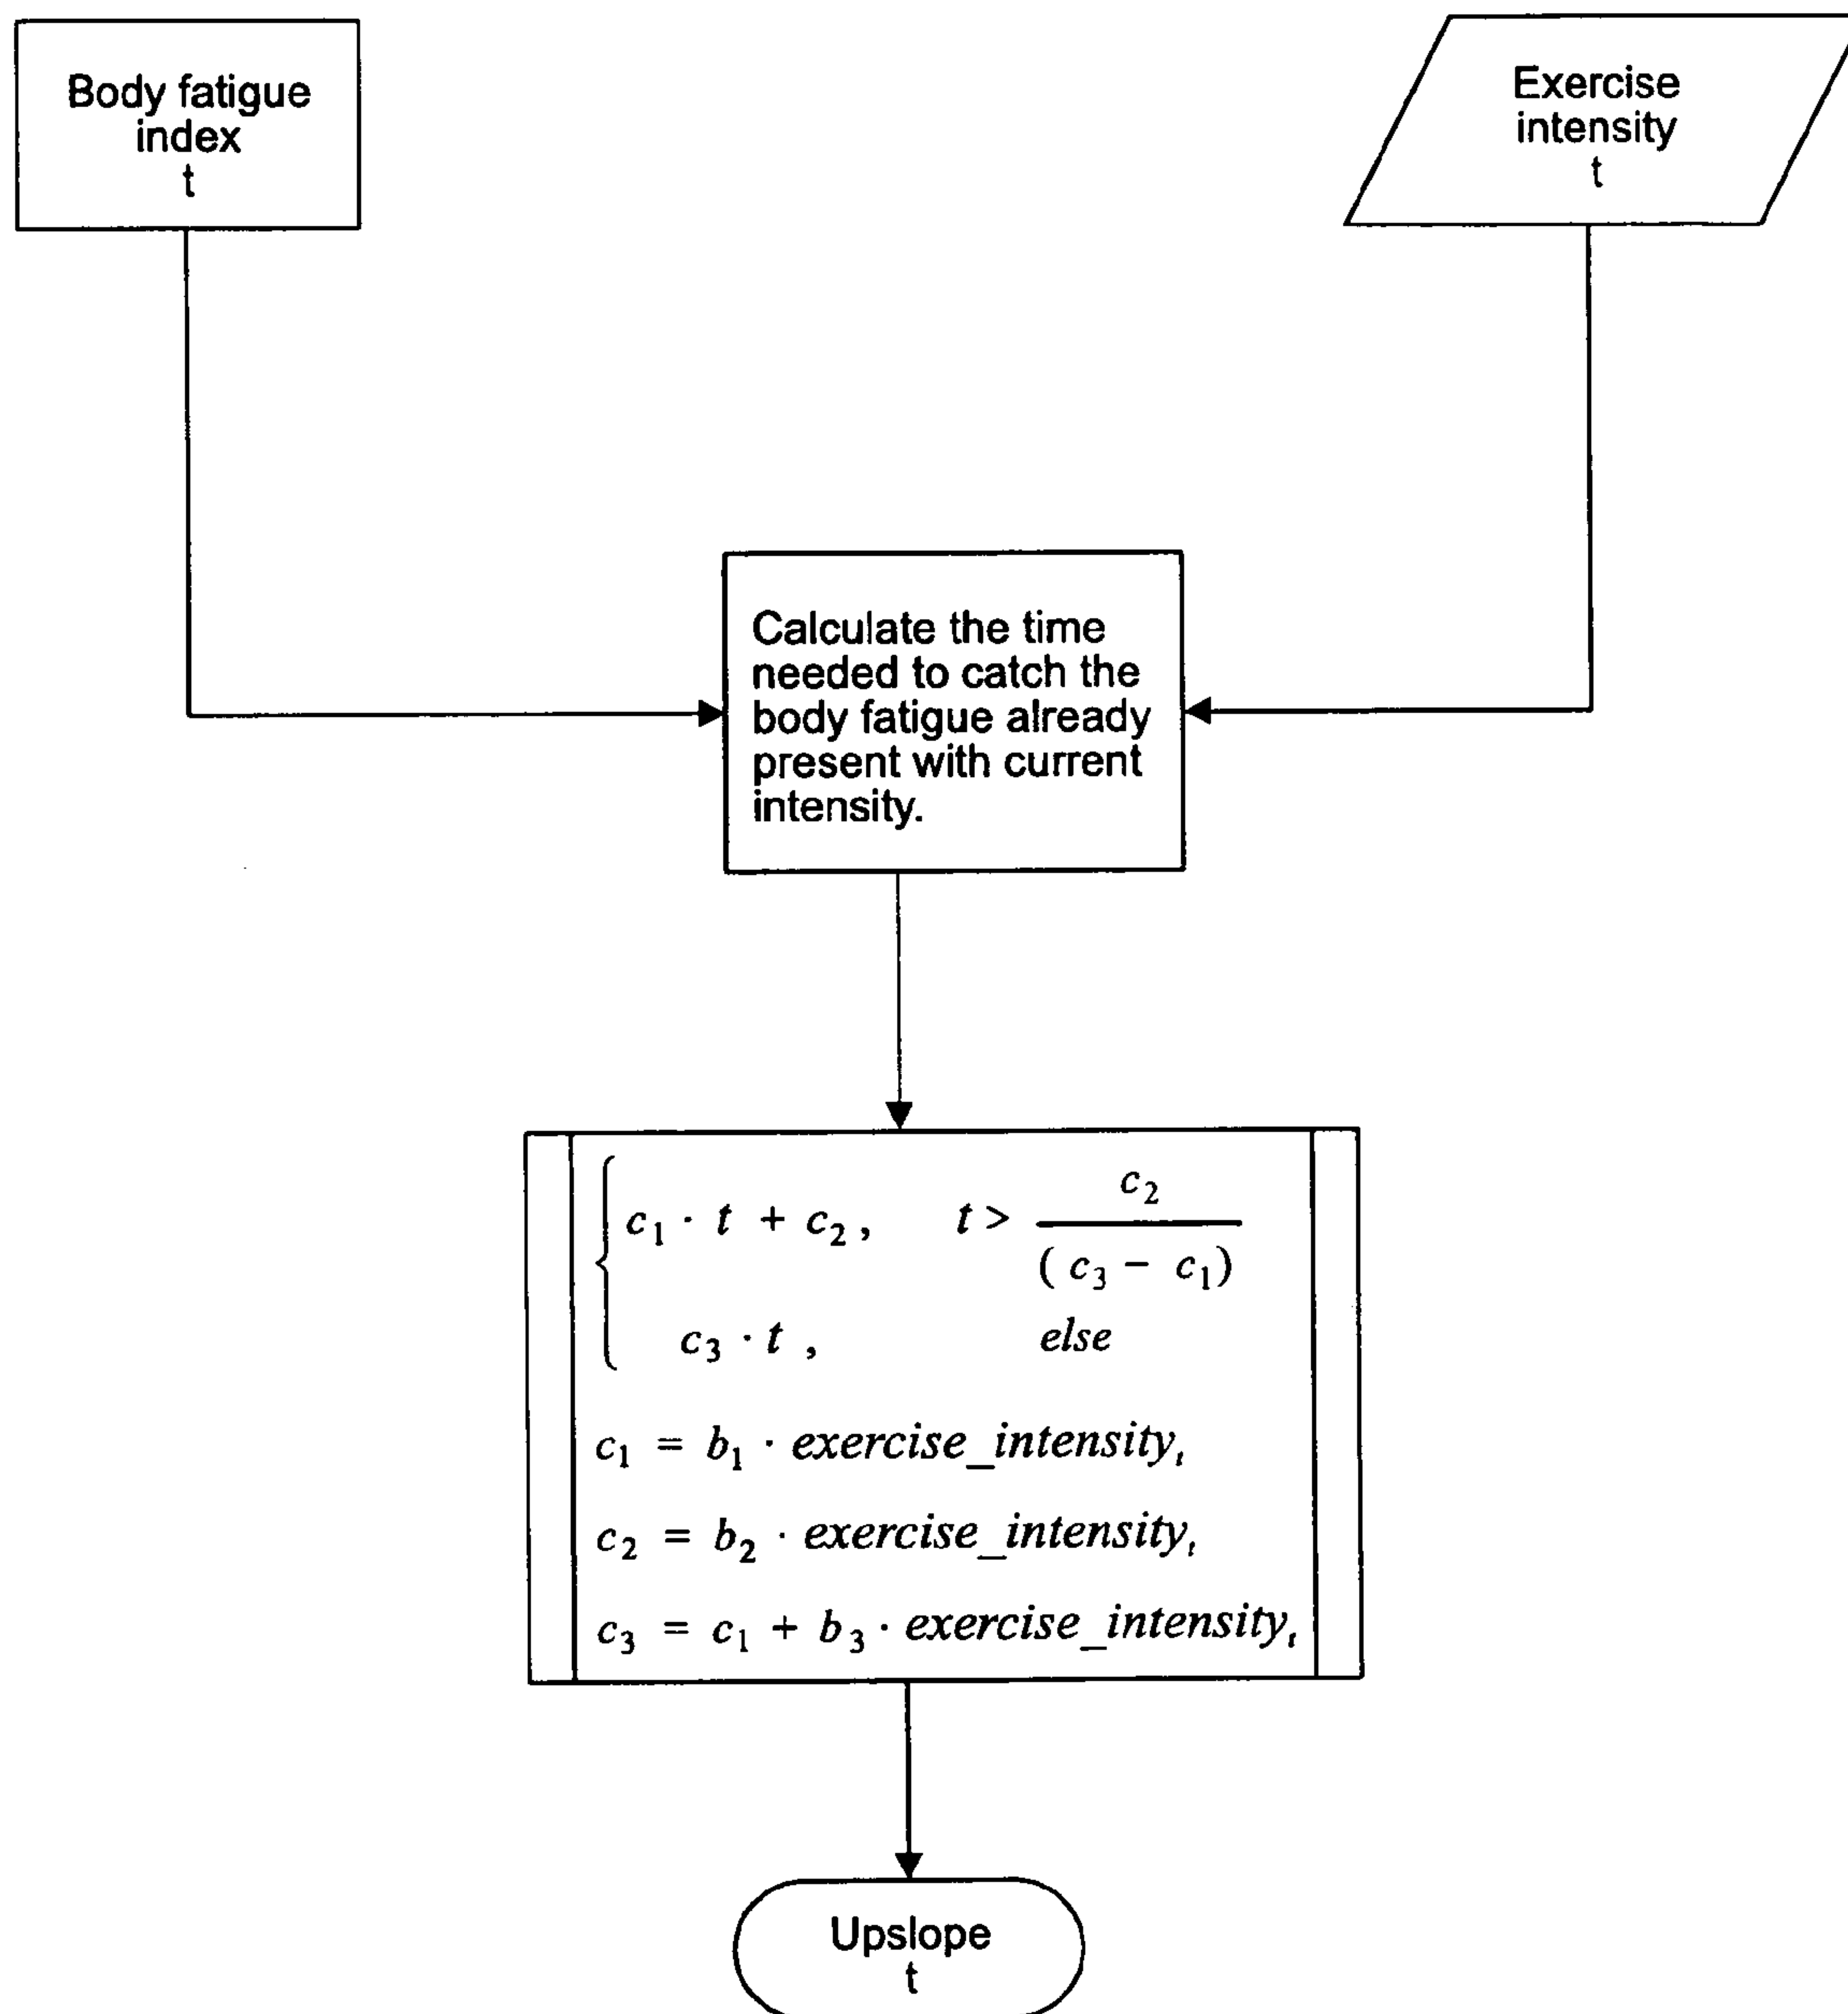 Body fatigue
index
t
Exercise
intensity
t
Calculate the time
needed to catch the
body fatigue already
present with current
intensity.
c₁ · t + c₂ , t > c₂ / ( c₃ − c₁)
c₃ · t , else
c₁ = b₁ · exercise_intensityₜ
c₂ = b₂ · exercise_intensityₜ
c₃ = c₁ + b₃ · exercise_intensityₜ
Upslope
t